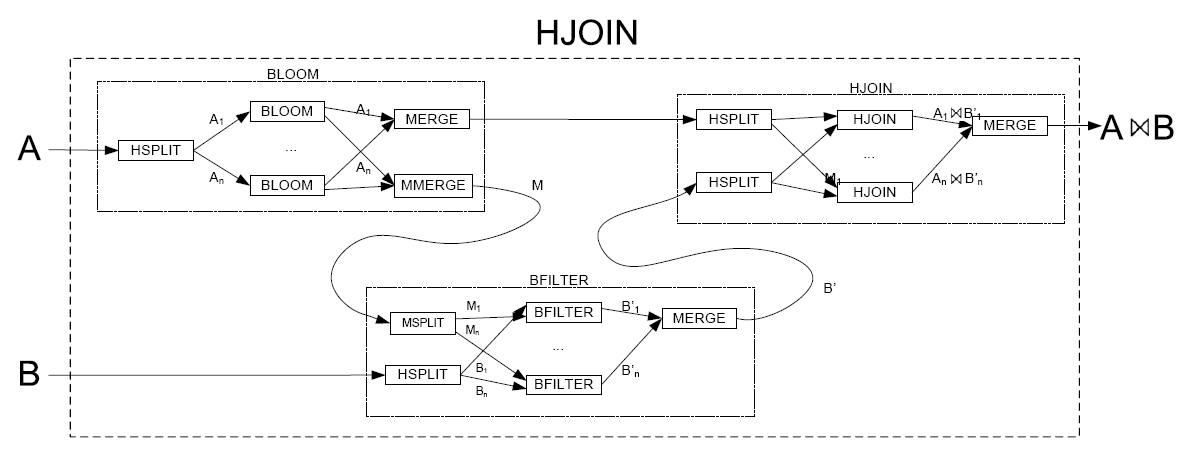 HJOIN
A
BLOOM
HSPLIT
A1
An
BLOOM
...
BLOOM
A1
An
MERGE
MMERGE
M
HJOIN
HSPLIT
HSPLIT
M1
HJOIN
...
HJOIN
A1⋈B'1
An⋈B'n
MERGE
A⋈B
B
BFILTER
MSPLIT
HSPLIT
M1
Mn
B1
Bn
BFILTER
...
BFILTER
B'1
B'n
MERGE
B'